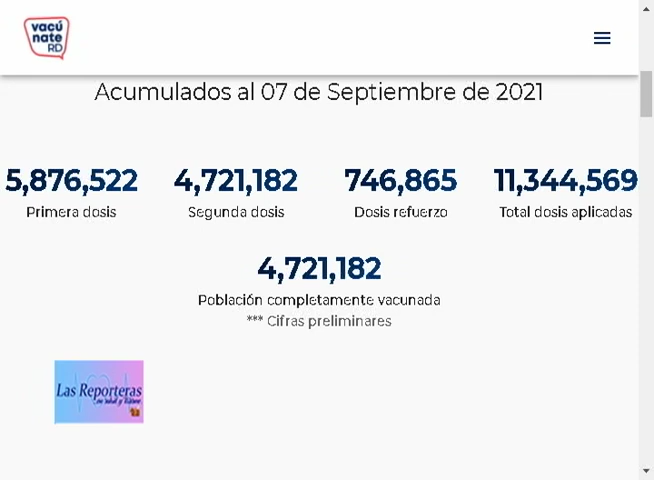 vacú
nate
RD
Acumulados al 07 de Septiembre de 2021
5,876,522 4,721,182 746,865 11,344,569
Primera dosis Segunda dosis Dosis refuerzo Total dosis aplicadas
4,721,182
Población completamente vacunada
*** Cifras preliminares
Las Reporteras